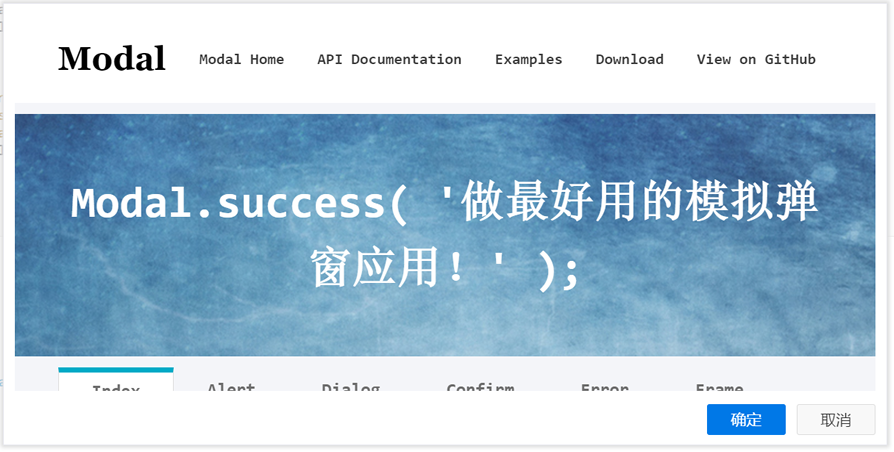 Modal
Modal Home API Documentation Examples Download View on GitHub
Modal.success( '做最好用的模拟弹
窗应用！' );
Index Alert Dialog Confirm Error Frame
确定 取消